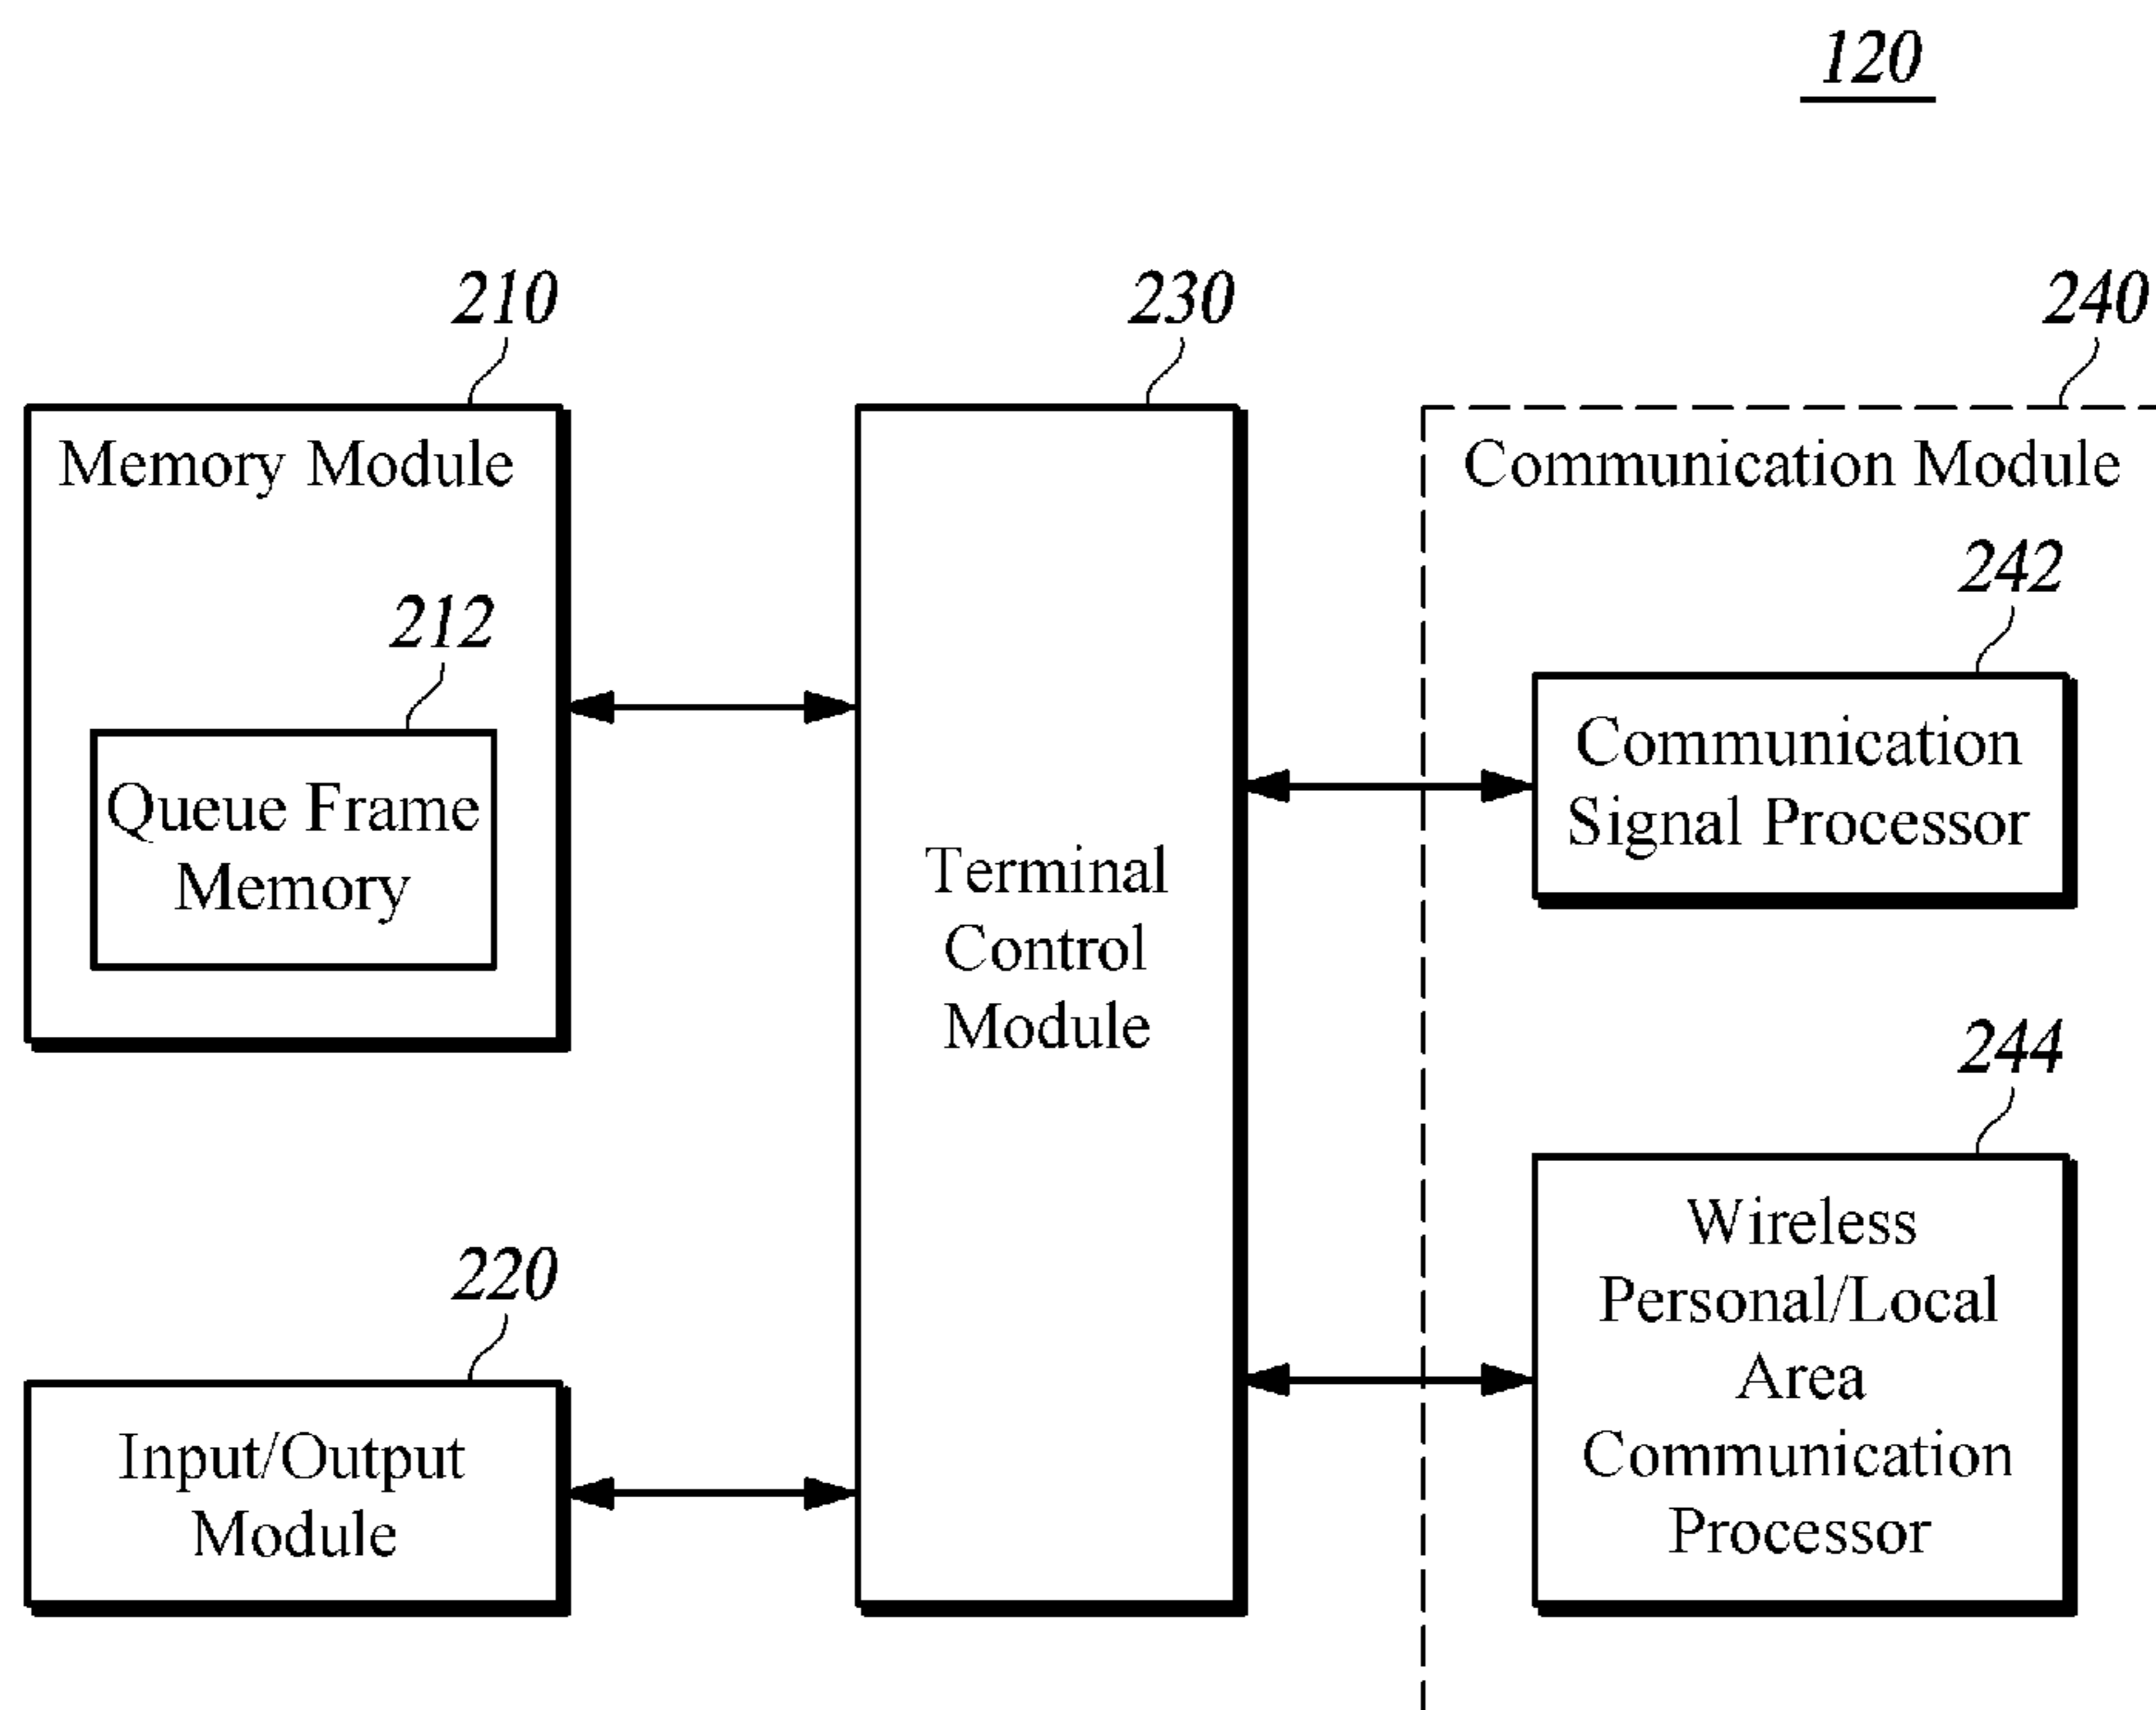 120
210
230
240
Memory Module
Communication Module
212
Queue Frame
Memory
Terminal
Control
Module
242
Communication
Signal Processor
244
Wireless
Personal/Local
Area
Communication
Processor
220
Input/Output
Module